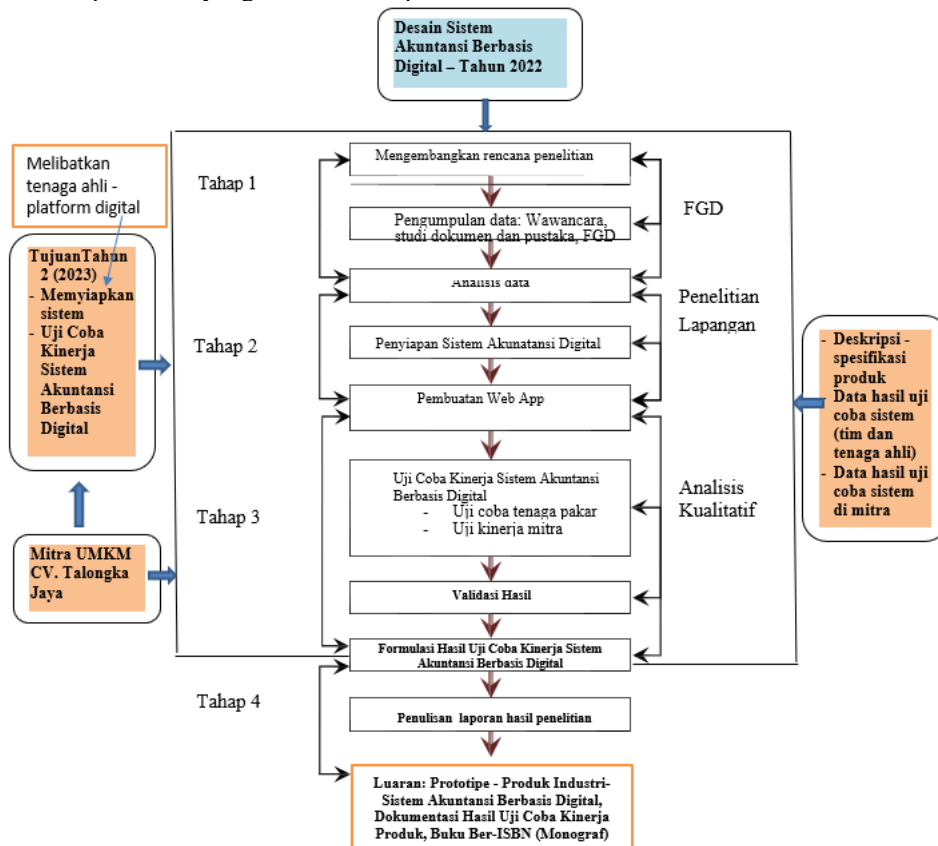 Desain Sistem
Akuntansi Berbasis
Digital – Tahun 2022
Melibatkan
tenaga ahli -
platform digital
TujuanTahun
2 (2023)
- Memyiapkan
sistem
- Uji Coba
Kinerja
Sistem
Akuntansi
Berbasis
Digital
Mitra UMKM
CV. Talongka
Jaya
Tahap 1
Mengembangkan rencana penelitian
Pengumpulan data: Wawancara,
studi dokumen dan pustaka, FGD
FGD
Analisis data
Tahap 2
Penyiapan Sistem Akunatansi Digital
Pembuatan Web App
Penelitian
Lapangan
Tahap 3
Uji Coba Kinerja Sistem Akuntansi
Berbasis Digital
- Uji coba tenaga pakar
- Uji kinerja mitra
Validasi Hasil
Analisis
Kualitatif
Formulasi Hasil Uji Coba Kinerja Sistem
Akuntansi Berbasis Digital
- Deskripsi -
spesifikasi
produk
- Data hasil uji
coba sistem
(tim dan
tenaga ahli)
- Data hasil uji
coba sistem
di mitra
Tahap 4
Penulisan laporan hasil penelitian
Luaran: Prototipe - Produk Industri-
Sistem Akuntansi Berbasis Digital,
Dokumentasi Hasil Uji Coba Kinerja
Produk, Buku Ber-ISBN (Monograf)